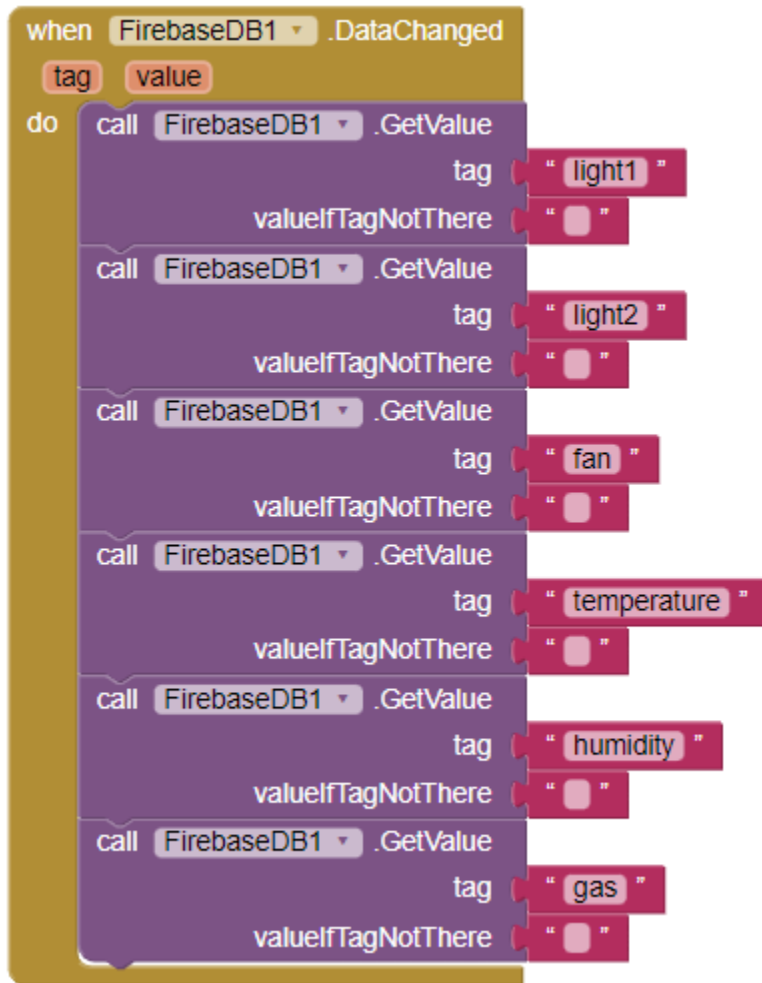 when FirebaseDB1 .DataChanged
tag value
do call FirebaseDB1 .GetValue
tag " light1 "
valueIfTagNotThere " "
call FirebaseDB1 .GetValue
tag " light2 "
valueIfTagNotThere " "
call FirebaseDB1 .GetValue
tag " fan "
valueIfTagNotThere " "
call FirebaseDB1 .GetValue
tag " temperature "
valueIfTagNotThere " "
call FirebaseDB1 .GetValue
tag " humidity "
valueIfTagNotThere " "
call FirebaseDB1 .GetValue
tag " gas "
valueIfTagNotThere " "